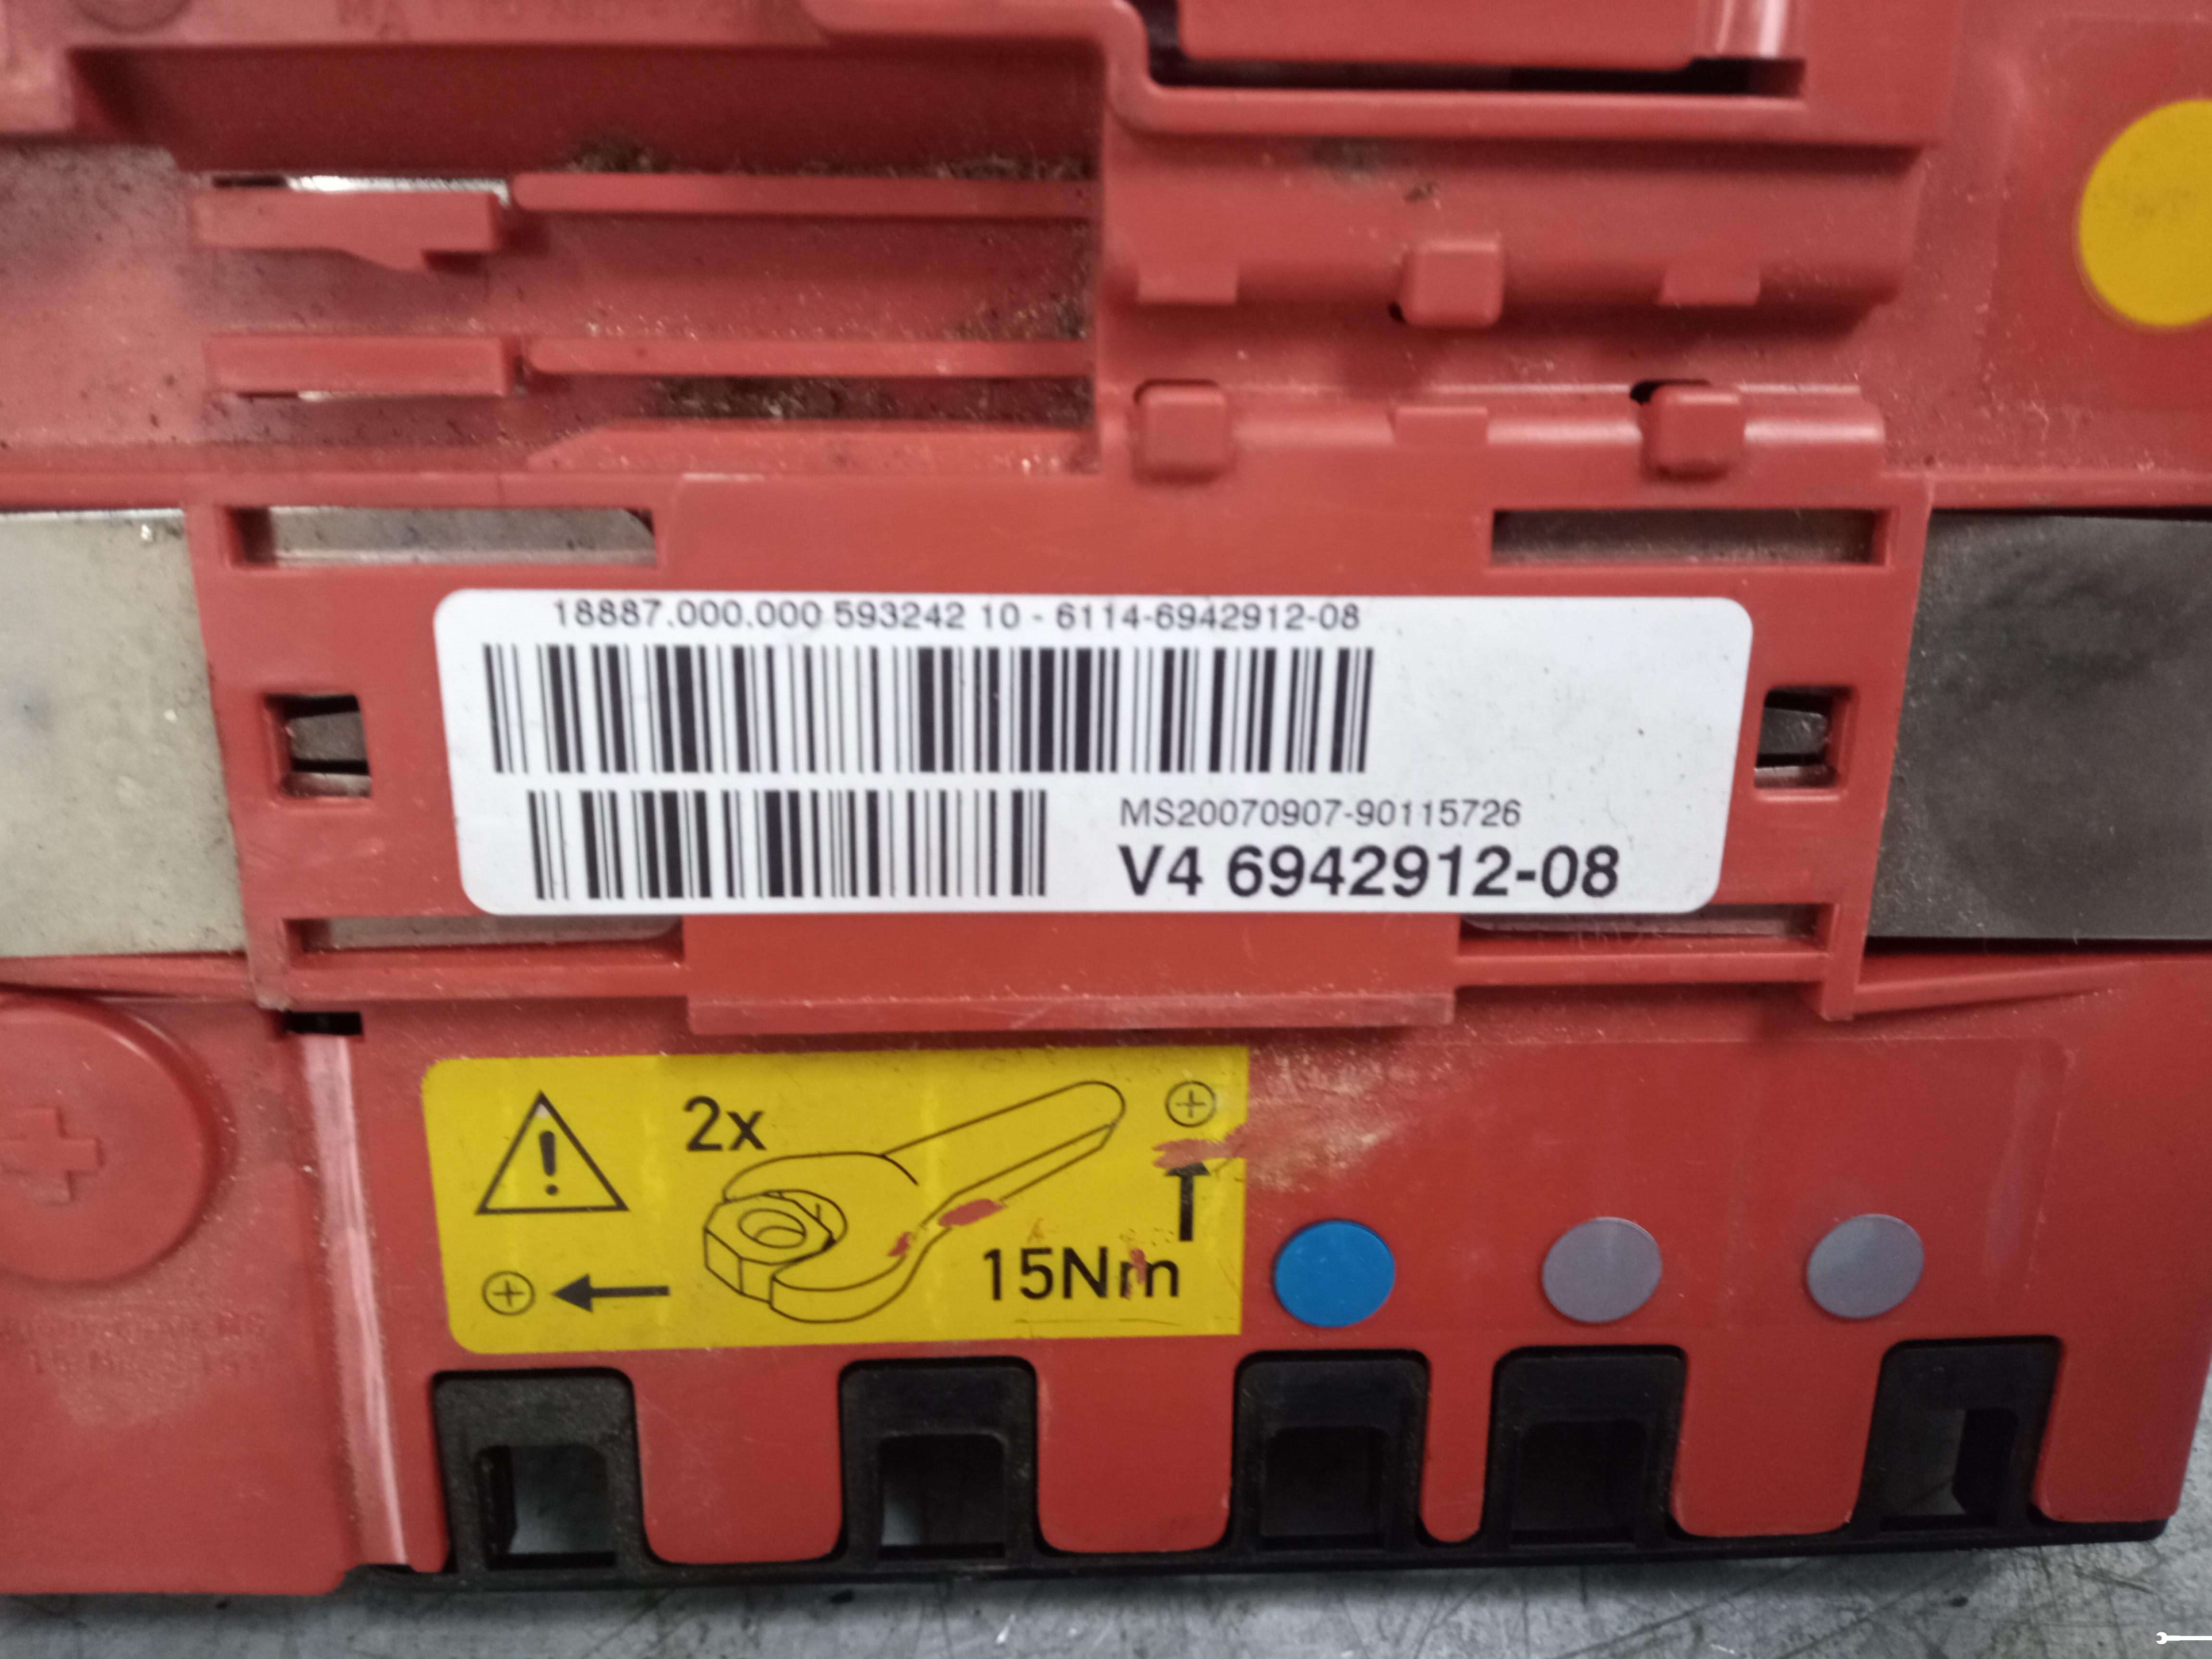 18887.000.000 593242 10 - 6114-6942912-08
MS20070907-90115726
V4 6942912-08
2x
15Nm